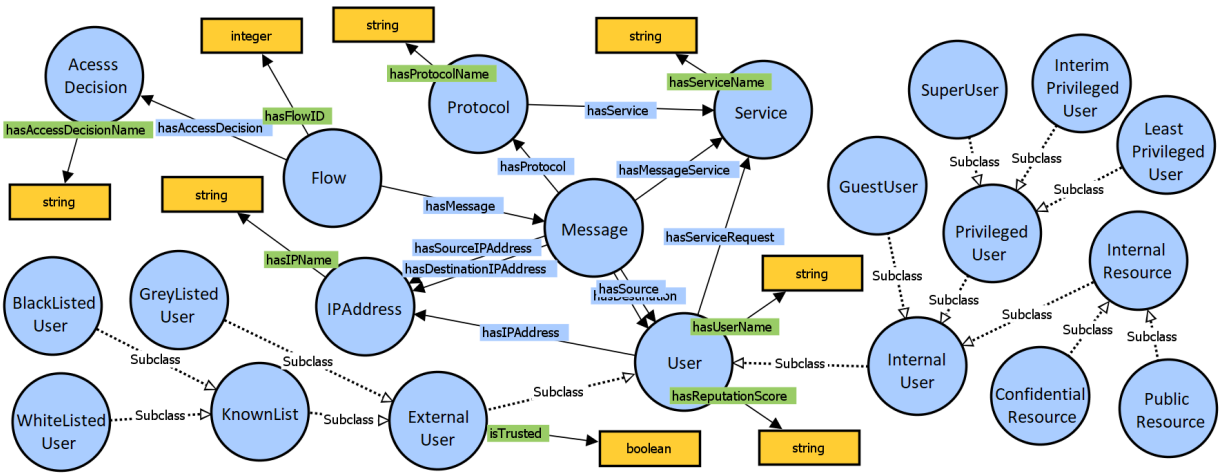 string
string
integer
Acesss
Decision
hasProtocolName
hasServiceName
Interim
Privileged
User
SuperUser
Protocol
hasService
Service
hasFlowID
hasAccessDecisionName
hasAccessDecision
Least
Privileged
User
Subclass
Subclass
hasProtocol
hasMessageService
Flow
GuestUser
Subclass
string
string
hasMessage
Message
Privileged
User
hasServiceRequest
hasSourceIPAddress
hasIPName
hasDestinationIPAddress
Internal
Resource
string
Subclass
Subclass
hasSource
hasDestination
GreyListed
User
BlackListed
User
IPAddress
Subclass
hasUserName
hasIPAddress
Subclass
Subclass
User
Subclass
Internal
User
Subclass
Subclass
Subclass
hasReputationScore
Confidential
Resource
Public
Resource
WhiteListed
User
Subclass
KnownList
Subclass
External
User
isTrusted
boolean
string